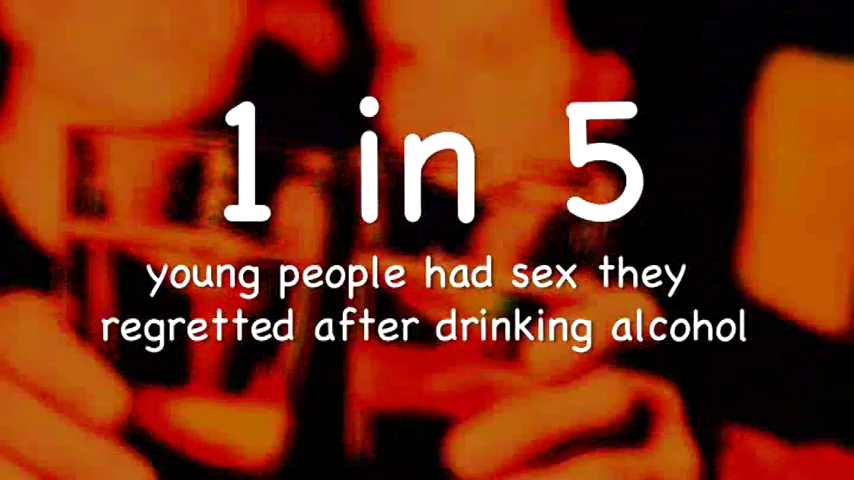 1 in 5
young people had sex they
regretted after drinking alcohol